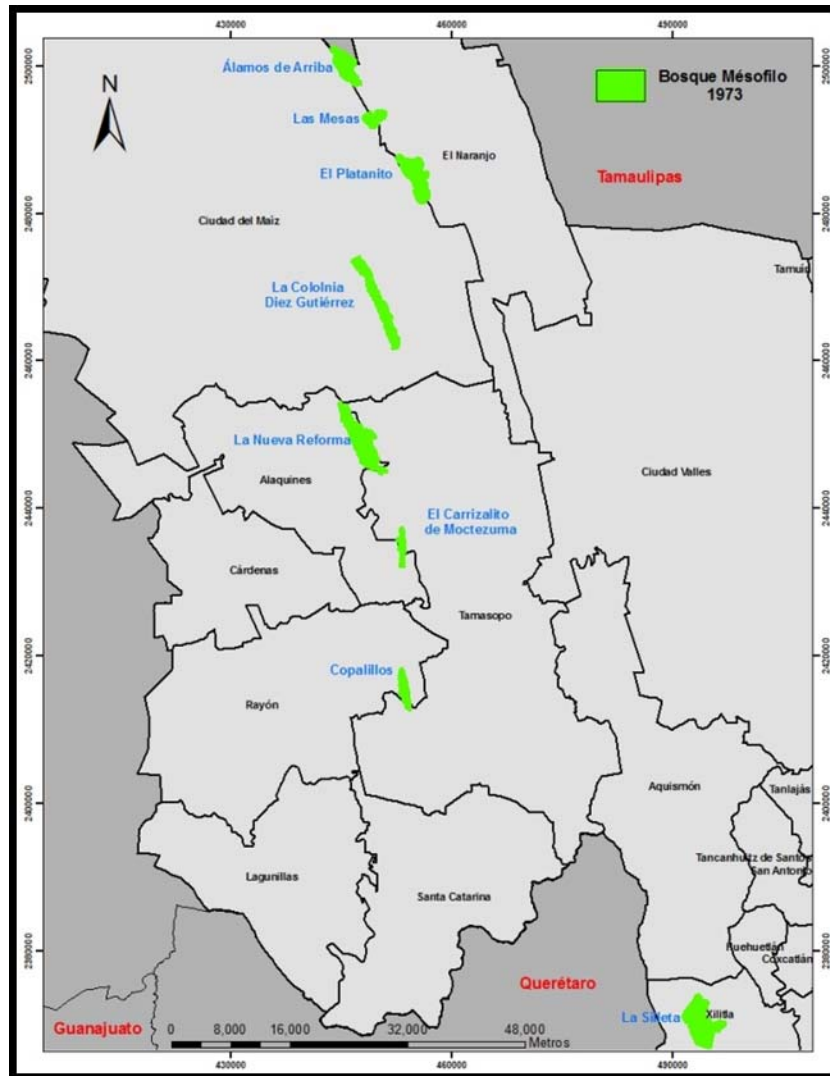 430000 460000 490000
2500000 2500000
N
Álamos de Arriba
Bosque Mésofilo
1973
Las Mesas
El Naranjo
El Platanito
Tamaulipas
2480000 2480000
Ciudad del Maíz
Tamuín
La Cololnia
Díez Gutiérrez
2460000 2460000
La Nueva Reforma
Alaquines
Ciudad Valles
2440000 2440000
El Carrizalito
de Moctezuma
Cárdenas
Tamasopo
2420000 2420000
Copalillos
Rayón
Aquismón
Tanlajás
2400000 2400000
Tancanhuitz de Santos
San Antonio
Lagunillas
Santa Catarina
2380000 2380000
Huehuetlán
Coxcatlán
Querétaro
La Silleta
Xilitla
Guanajuato
0 8,000 16,000 32,000 48,000
Metros
430000 460000 490000